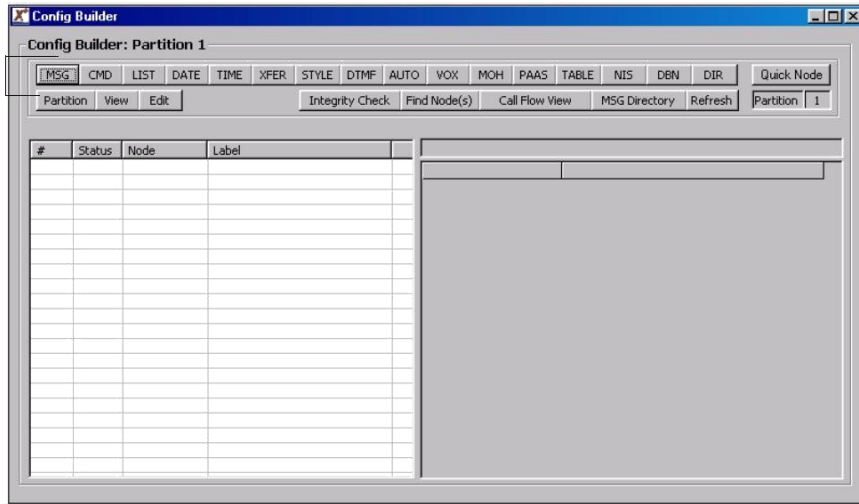 Config Builder
Config Builder: Partition 1
MSG CMD LIST DATE TIME XFER STYLE DTMF AUTO VOX MOH PAAS TABLE NIS DBN DIR Quick Node
Partition View Edit Integrity Check Find Node(s) Call Flow View MSG Directory Refresh Partition 1
# Status Node Label